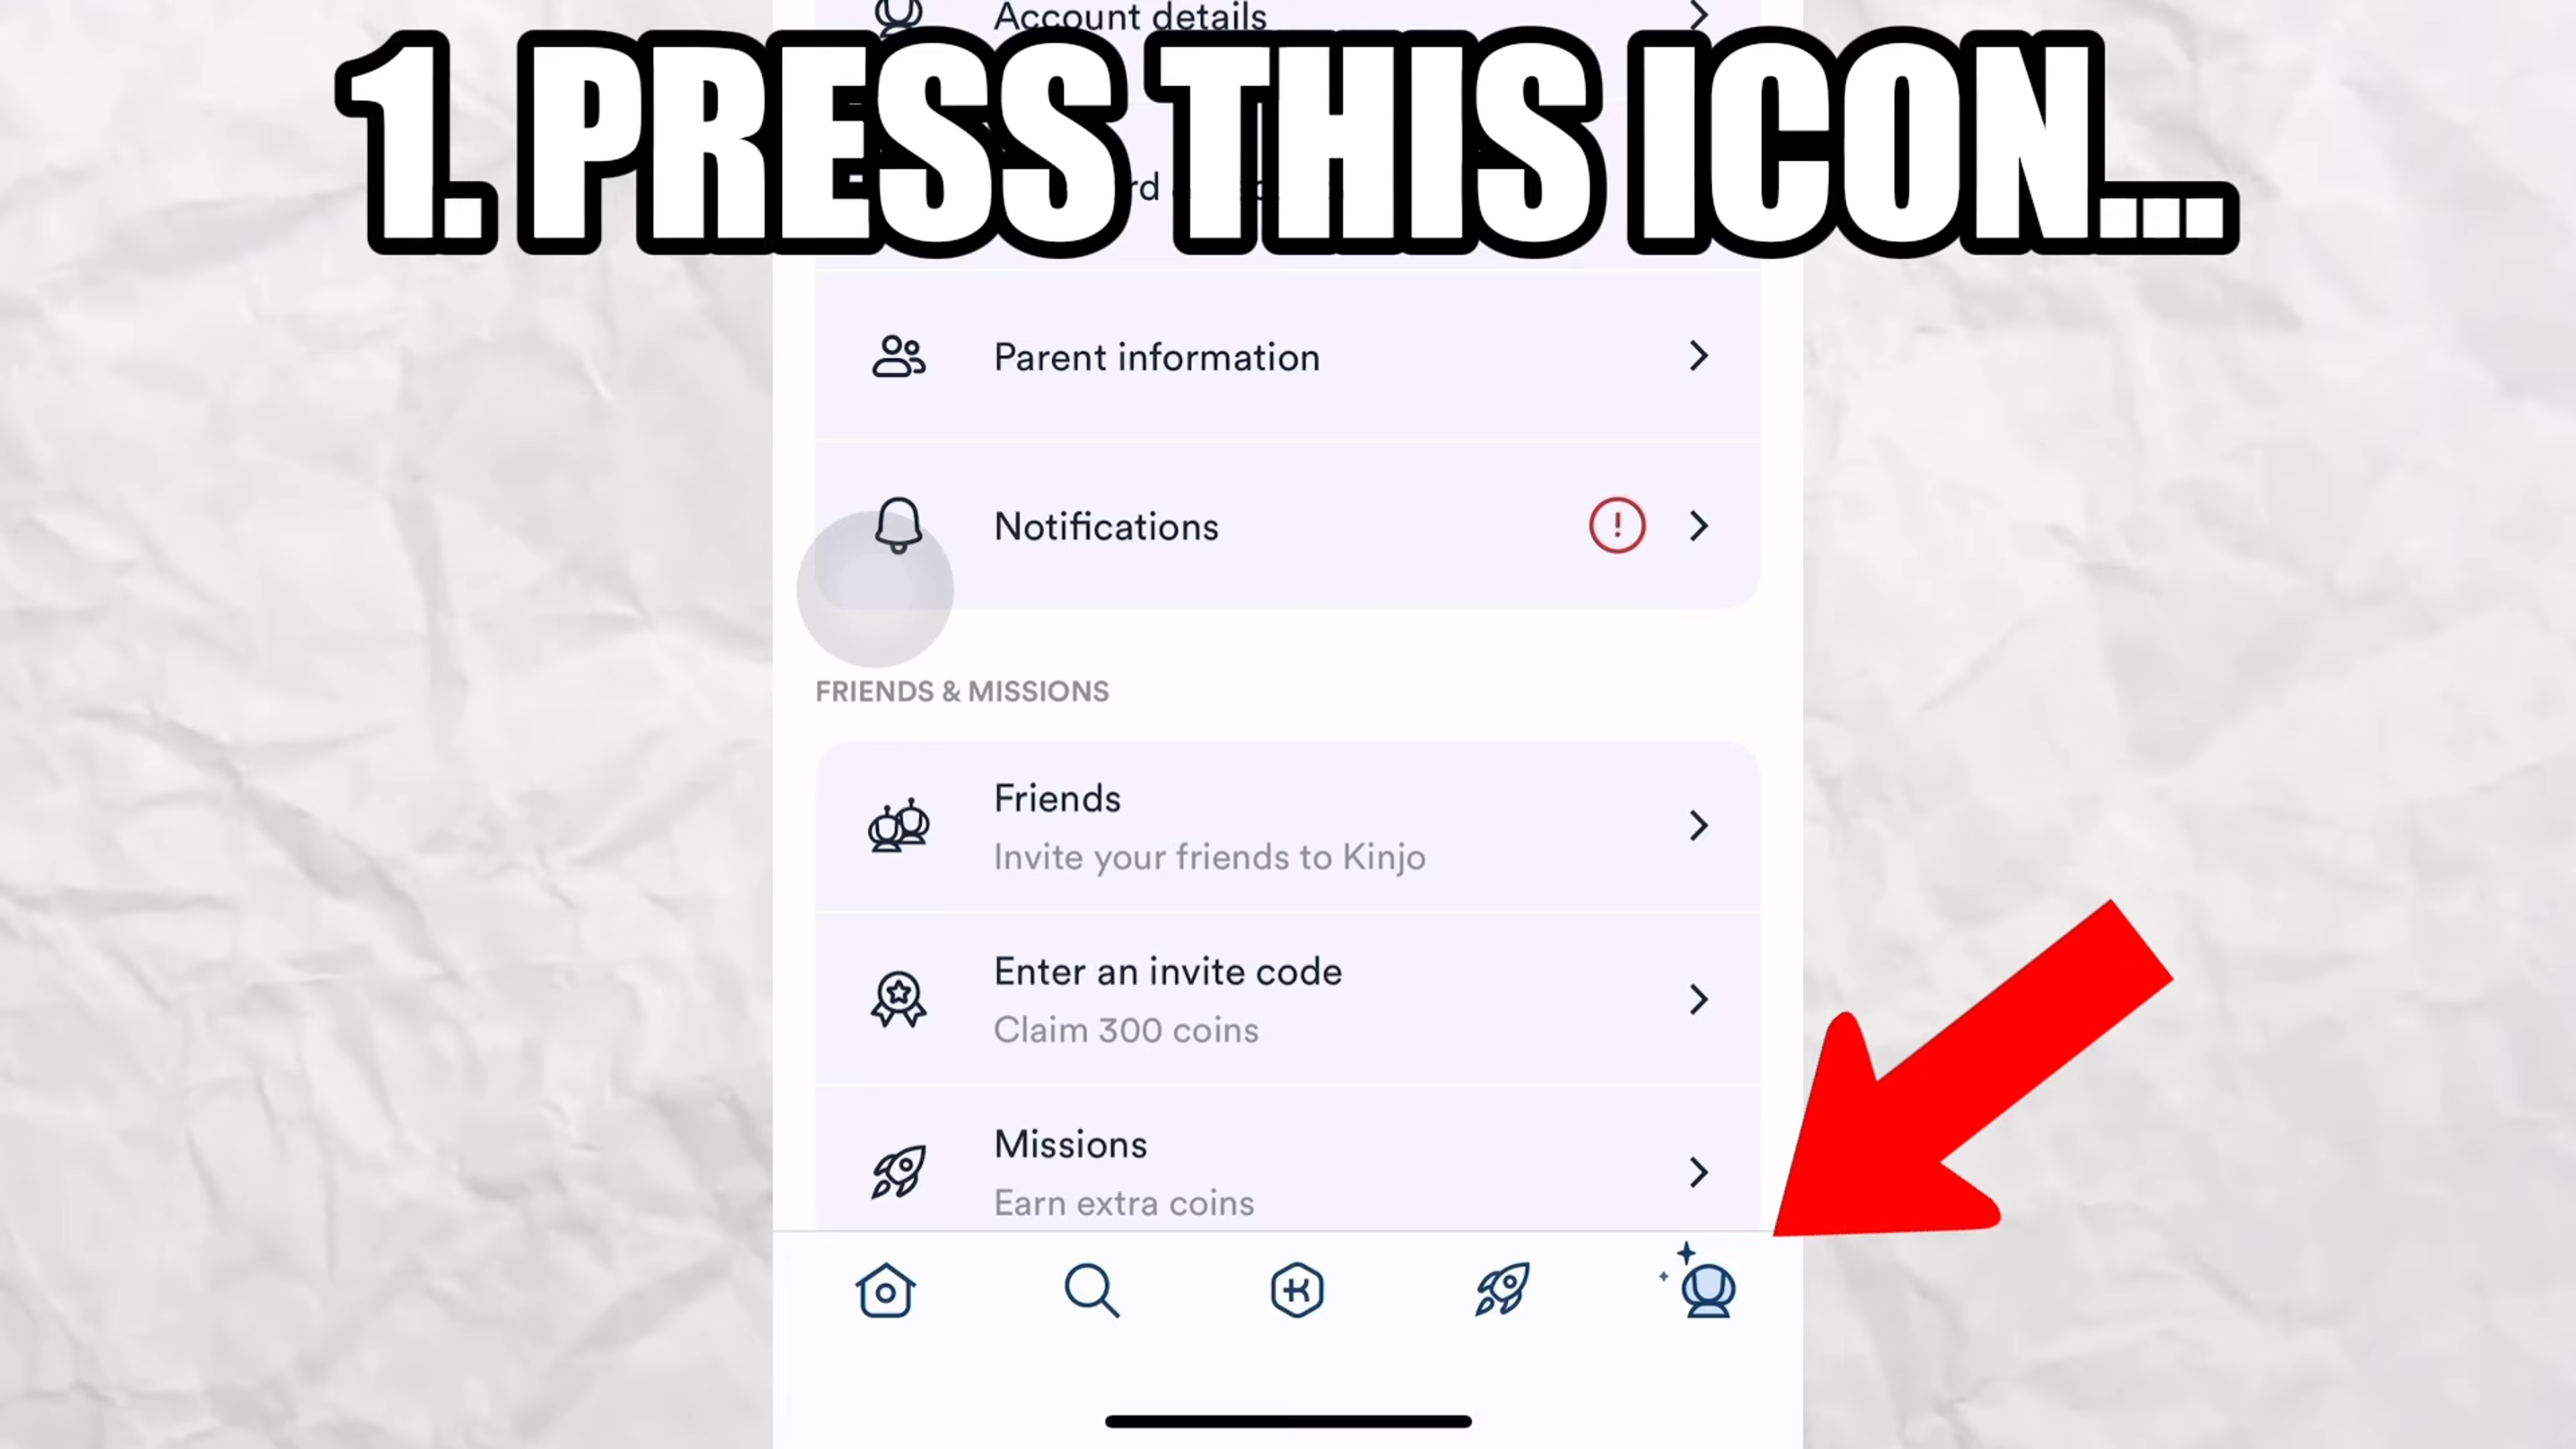 Account details
1. PRESS THIS ICON...
Parent information
Notifications
FRIENDS & MISSIONS
Friends
Invite your friends to Kinjo
Enter an invite code
Claim 300 coins
Missions
Earn extra coins